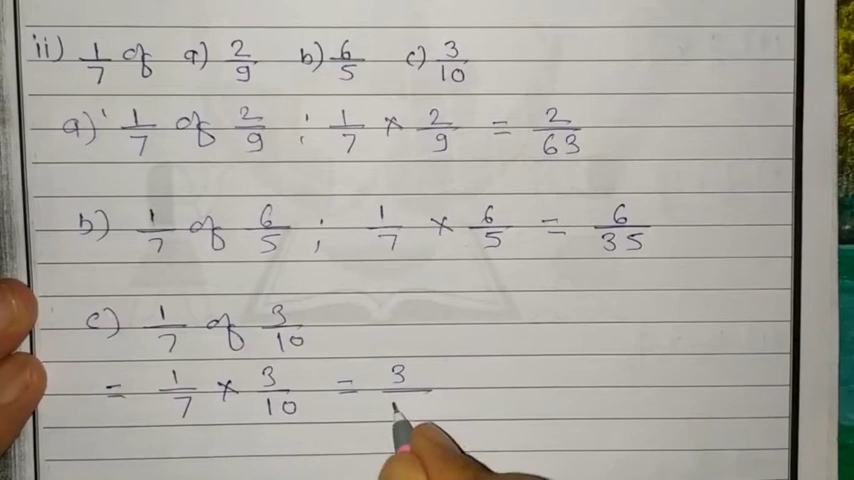 ii) 1/7 of a) 2/9 b) 6/5 c) 3/10
a) 1/7 of 2/9 ; 1/7 × 2/9 = 2/63
b) 1/7 of 6/5 ; 1/7 × 6/5 = 6/35
c) 1/7 of 3/10
= 1/7 × 3/10 = 3/